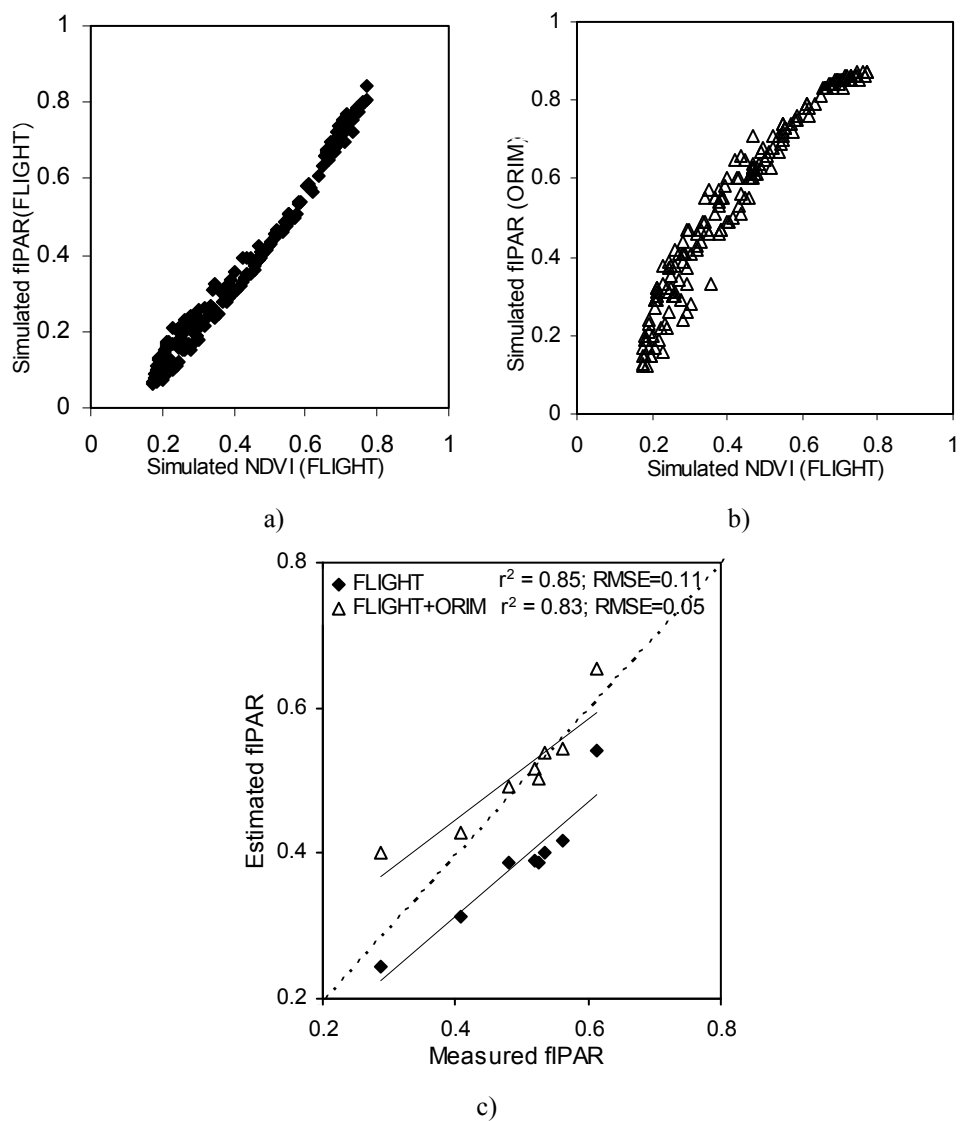 1
0.8
0.6
0.4
0.2
0
0 0.2 0.4 0.6 0.8 1
Simulated fIPAR(FLIGHT)
Simulated NDVI (FLIGHT)
a)
1
0.8
0.6
0.4
0.2
0
0 0.2 0.4 0.6 0.8 1
Simulated fIPAR (ORIM)
Simulated NDVI (FLIGHT)
b)
0.8
0.6
0.4
0.2
FLIGHT r² = 0.85; RMSE=0.11
FLIGHT+ORIM r² = 0.83; RMSE=0.05
Estimated fIPAR
0.2 0.4 0.6 0.8
Measured fIPAR
c)